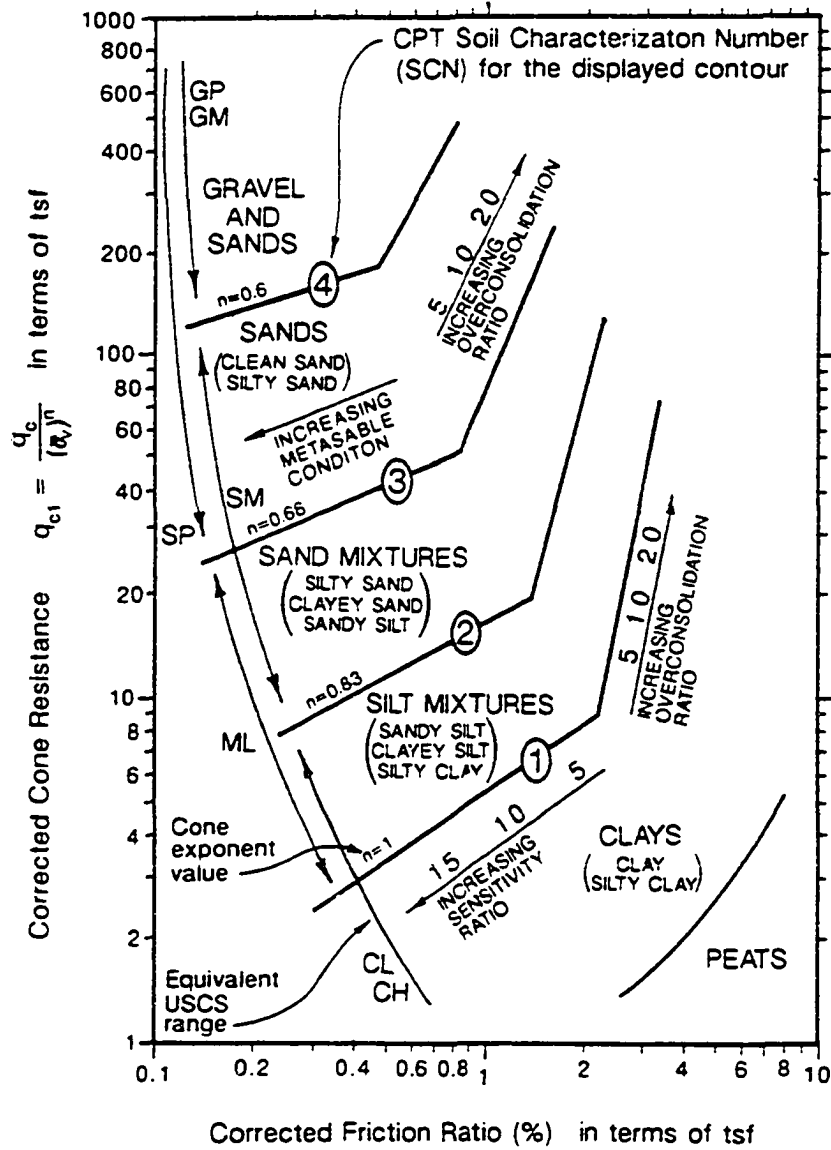 CPT Soil Characterizaton Number
(SCN) for the displayed contour
1000
800
600
400
200
100
80
60
40
20
10
8
6
4
2
1
GP
GM
GRAVEL
AND
SANDS
n=0.6
4
SANDS
(CLEAN SAND
SILTY SAND)
5 10 20
INCREASING
OVERCONSOLIDATION
RATIO
INCREASING
METASABLE
CONDITON
3
SM
n=0.66
SP
SAND MIXTURES
(SILTY SAND
CLAYEY SAND
SANDY SILT)
2
n=0.83
SILT MIXTURES
(SANDY SILT
CLAYEY SILT
SILTY CLAY)
1
ML
5 10 20
INCREASING
OVERCONSOLIDATION
RATIO
Cone
exponent
value
n=1
15 10 5
INCREASING
SENSITIVITY
RATIO
CLAYS
(CLAY
SILTY CLAY)
PEATS
Equivalent
USCS
range
CL
CH
0.1 0.2 0.4 0.6 0.8 1 2 4 6 8 10
Corrected Friction Ratio (%) in terms of tsf
Corrected Cone Resistance q_c1 = q_c / (σ̄_v)^n in terms of tsf